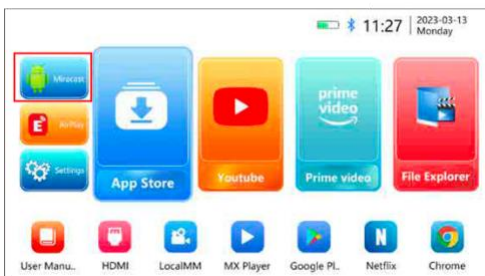 11:27
2023-03-13
Monday
Miracast
AirPlay
Settings
App Store
Youtube
prime
video
Prime video
File Explorer
User Manu..
HDMI
LocalMM
MX Player
Google Pl..
Netflix
Chrome